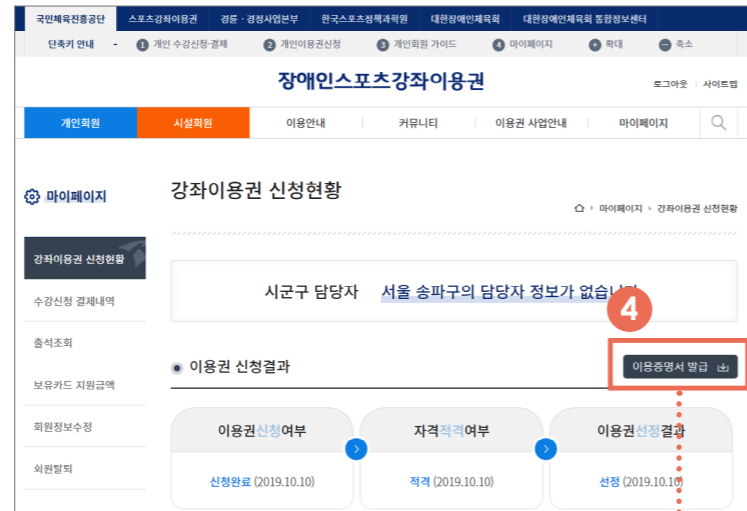 국민체육진흥공단 스포츠강좌이용권 경륜·경정사업본부 한국스포츠정책과학원 대한장애인체육회 대한장애인체육회 통합정보센터
단축키 안내 - 1 개인 수강신청·결제 2 개인이용권신청 3 개인회원 가이드 4 마이페이지 + 확대 - 축소
장애인스포츠강좌이용권
로그아웃 사이트맵
개인회원 시설회원 이용안내 커뮤니티 이용권 사업안내 마이페이지
마이페이지
강좌이용권 신청현황
마이페이지 강좌이용권 신청현황
강좌이용권 신청현황
수강신청 결제내역
출석조회
보유카드 지원금액
회원정보수정
회원탈퇴
시군구 담당자 서울 송파구의 담당자 정보가 없습니다
4
이용권 신청결과
이용증명서 발급
이용권신청여부 자격적격여부 이용권선정결과
신청완료 (2019.10.10) 적격 (2019.10.10) 선정 (2019.10.10)